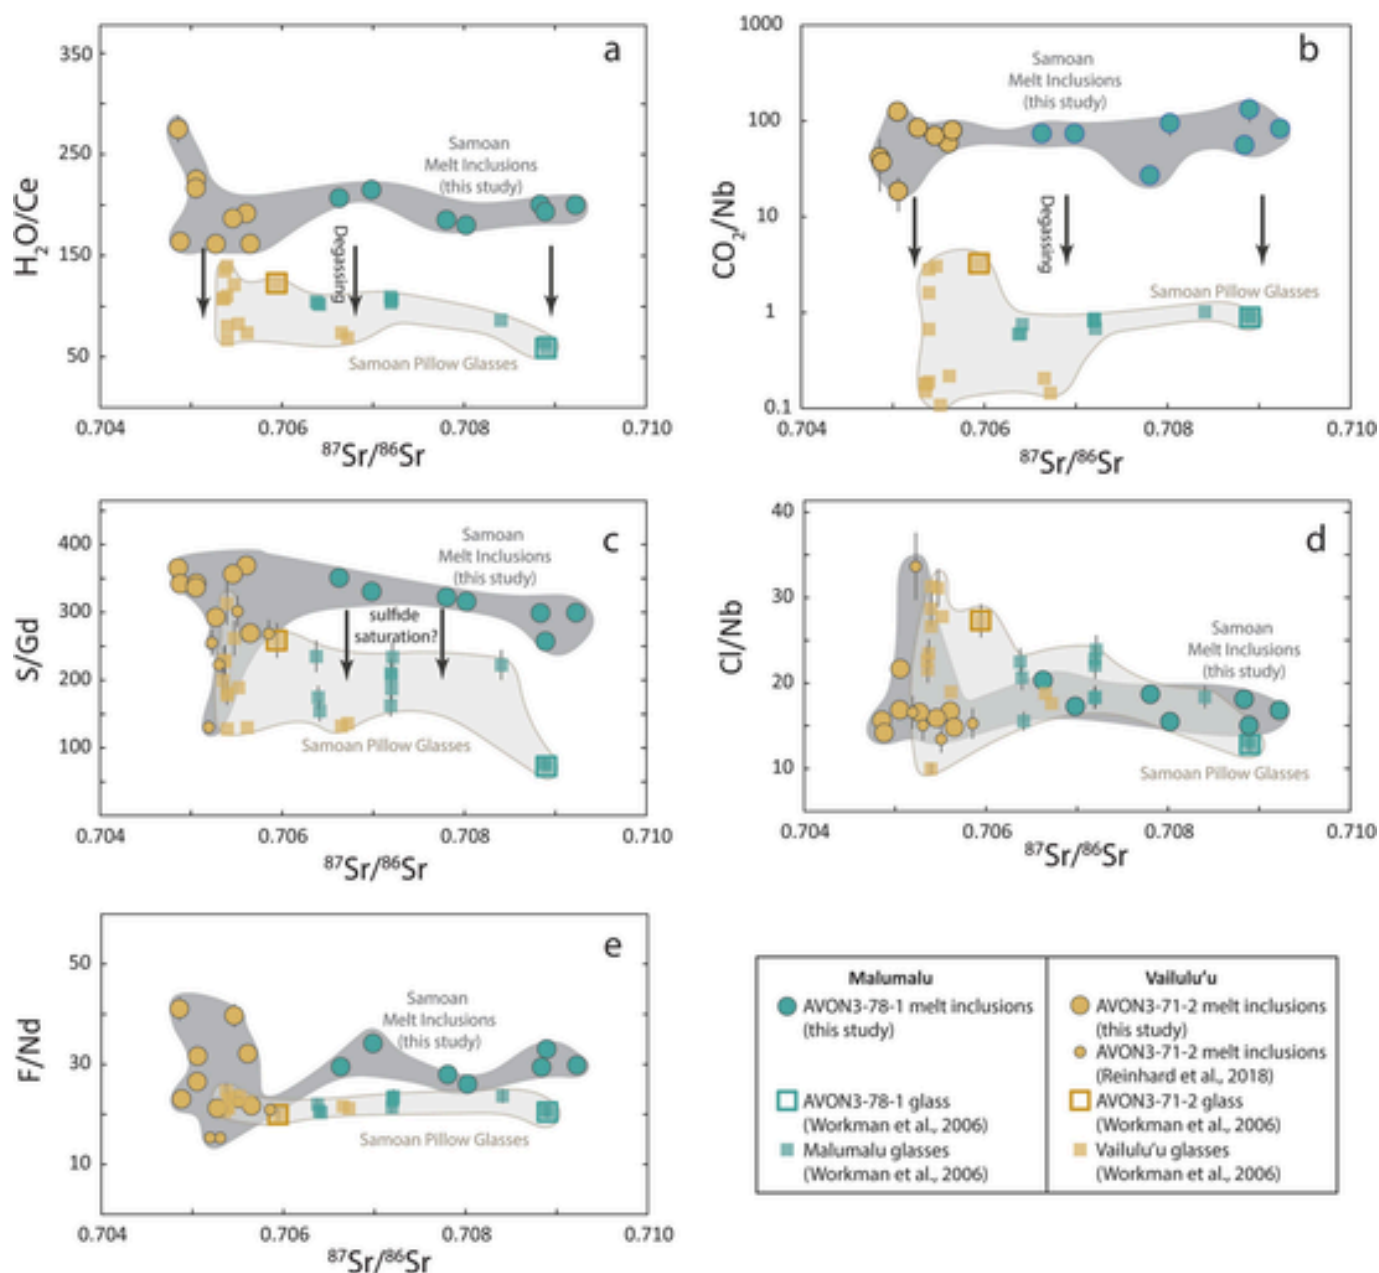 350
250
150
50
H₂O/Ce
a
Samoan
Melt Inclusions
(this study)
Degassing
Samoan Pillow Glasses
0.704
0.706
0.708
0.710
⁸⁷Sr/⁸⁶Sr
1000
100
10
1
0.1
CO₂/Nb
b
Samoan
Melt Inclusions
(this study)
Degassing
Samoan Pillow Glasses
0.704
0.706
0.708
0.710
⁸⁷Sr/⁸⁶Sr
400
300
200
100
S/Gd
c
Samoan
Melt Inclusions
(this study)
sulfide
saturation?
Samoan Pillow Glasses
0.704
0.706
0.708
0.710
⁸⁷Sr/⁸⁶Sr
40
30
20
10
Cl/Nb
d
Samoan
Melt Inclusions
(this study)
Samoan Pillow Glasses
0.704
0.706
0.708
0.710
⁸⁷Sr/⁸⁶Sr
50
30
10
F/Nd
e
Samoan
Melt Inclusions
(this study)
Samoan Pillow Glasses
0.704
0.706
0.708
0.710
⁸⁷Sr/⁸⁶Sr
Malumalu
AVON3-78-1 melt inclusions
(this study)
AVON3-78-1 glass
(Workman et al., 2006)
Malumalu glasses
(Workman et al., 2006)
Vailulu'u
AVON3-71-2 melt inclusions
(this study)
AVON3-71-2 melt inclusions
(Reinhard et al., 2018)
AVON3-71-2 glass
(Workman et al., 2006)
Vailulu'u glasses
(Workman et al., 2006)